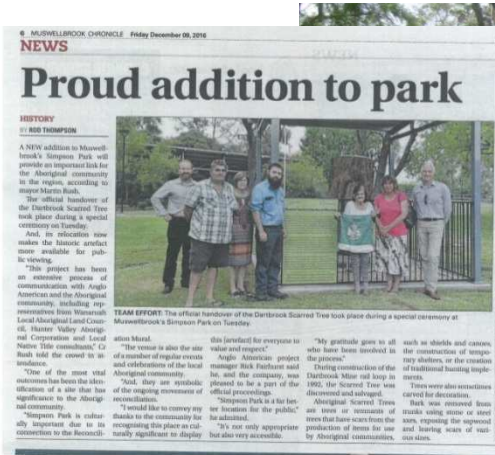 6 MUSWELLBROOK CHRONICLE Friday December 09, 2016
NEWS
Proud addition to park
HISTORY
BY ROD THOMPSON
A NEW addition to Muswell-
brook's Simpson Park will
provide an important link for
the Aboriginal community
in the region, according to
mayor Martin Rush.
The official handover of
the Dartbrook Scarred Tree
took place during a special
ceremony on Tuesday.
And, its relocation now
makes the historic artefact
more available for pub-
lic viewing.
"This project has been
an extensive process of
communication with Anglo
American and the Aboriginal
community, including rep-
resentatives from Wanaruah
Local Aboriginal Land Coun-
cil, Hunter Valley Aborigi-
nal Corporation and Local
Native Title consultants," Cr
Rush told the crowd in at-
tendance.
"One of the most vital
outcomes has been the iden-
tification of a site that has
significance to the Aborigi-
nal community.
"Simpson Park is cultur-
ally important due to its
connection to the Reconcili-
TEAM EFFORT: The official handover of the Dartbrook Scarred Tree took place during a special ceremony at
Muswellbrook's Simpson Park on Tuesday.
ation Mural.
"The venue is also the site
of a number of regular events
and celebrations of the local
Aboriginal community.
"And, they are symbolic
of the ongoing movement of
reconciliation.
"I would like to convey my
thanks to the community for
recognising this place as cul-
turally significant to display
this [artefact] for everyone to
value and respect."
Anglo American project
manager Rick Fairhurst said
he, and the company, was
pleased to be a part of the
official proceedings.
"Simpson Park is a far bet-
ter location for the public,"
he admitted.
"It's not only appropriate
but also very accessible.
"My gratitude goes to all
who have been involved in
the process."
During construction of the
Dartbrook Mine rail loop in
1992, the Scarred Tree was
discovered and salvaged.
Aboriginal Scarred Trees
are trees or remnants of
trees that have scars from the
production of items for use
by Aboriginal communities,
such as shields and canoes,
the construction of tempo-
rary shelters, or the creation
of traditional hunting imple-
ments.
Trees were also sometimes
carved for decoration.
Bark was removed from
trunks using stone or steel
axes, exposing the sapwood
and leaving scars of vari-
ous sizes.